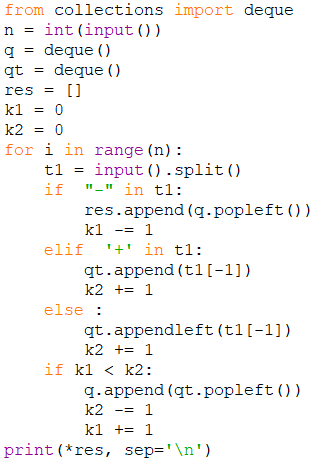 from collections import deque
n = int(input())
q = deque()
qt = deque()
res = []
k1 = 0
k2 = 0
for i in range(n):
    t1 = input().split()
    if  "-" in t1:
        res.append(q.popleft())
        k1 -= 1
    elif  '+' in t1:
        qt.append(t1[-1])
        k2 += 1
    else :
        qt.appendleft(t1[-1])
        k2 += 1
    if k1 < k2:
        q.append(qt.popleft())
        k2 -= 1
        k1 += 1
print(*res, sep='\n')